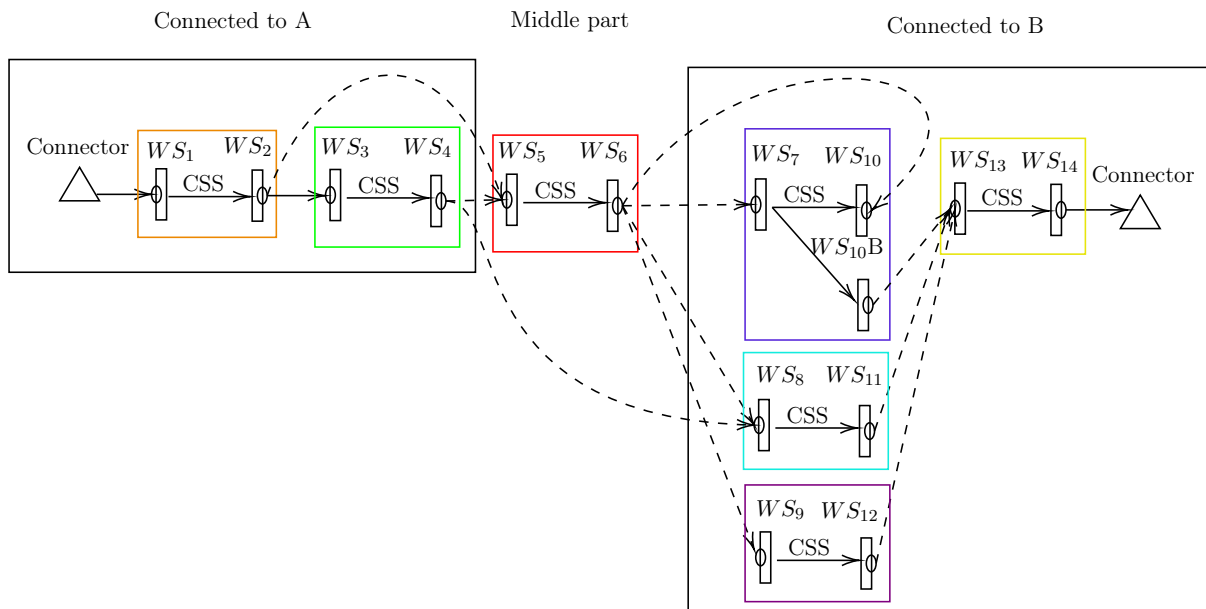 Connected to A
Middle part
Connected to B
Connector
WS₁
WS₂
CSS
WS₃
WS₄
CSS
WS₅
WS₆
CSS
WS₇
WS₁₀
CSS
WS₁₀B
WS₁₃
WS₁₄
CSS
Connector
WS₈
WS₁₁
CSS
WS₉
WS₁₂
CSS